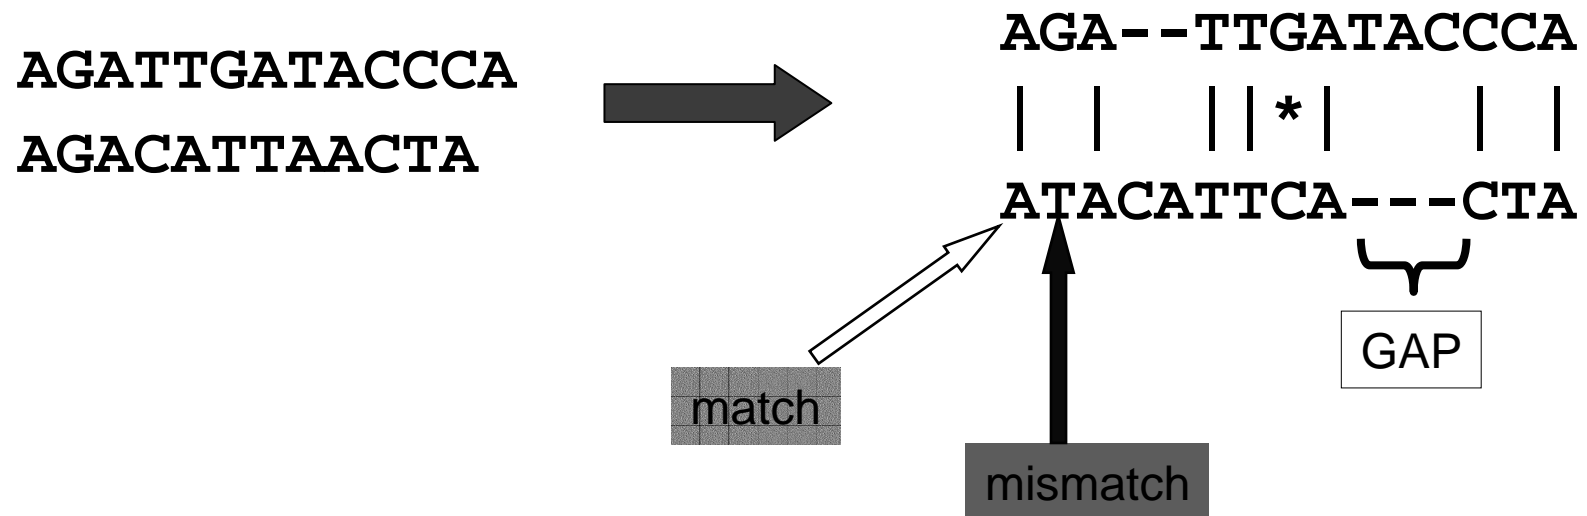 AGATTGATACCCA
AGACATTAACTA
AGA--TTGATACCCA
| | || * | | |
ATACATTCA---CTA
GAP
match
mismatch